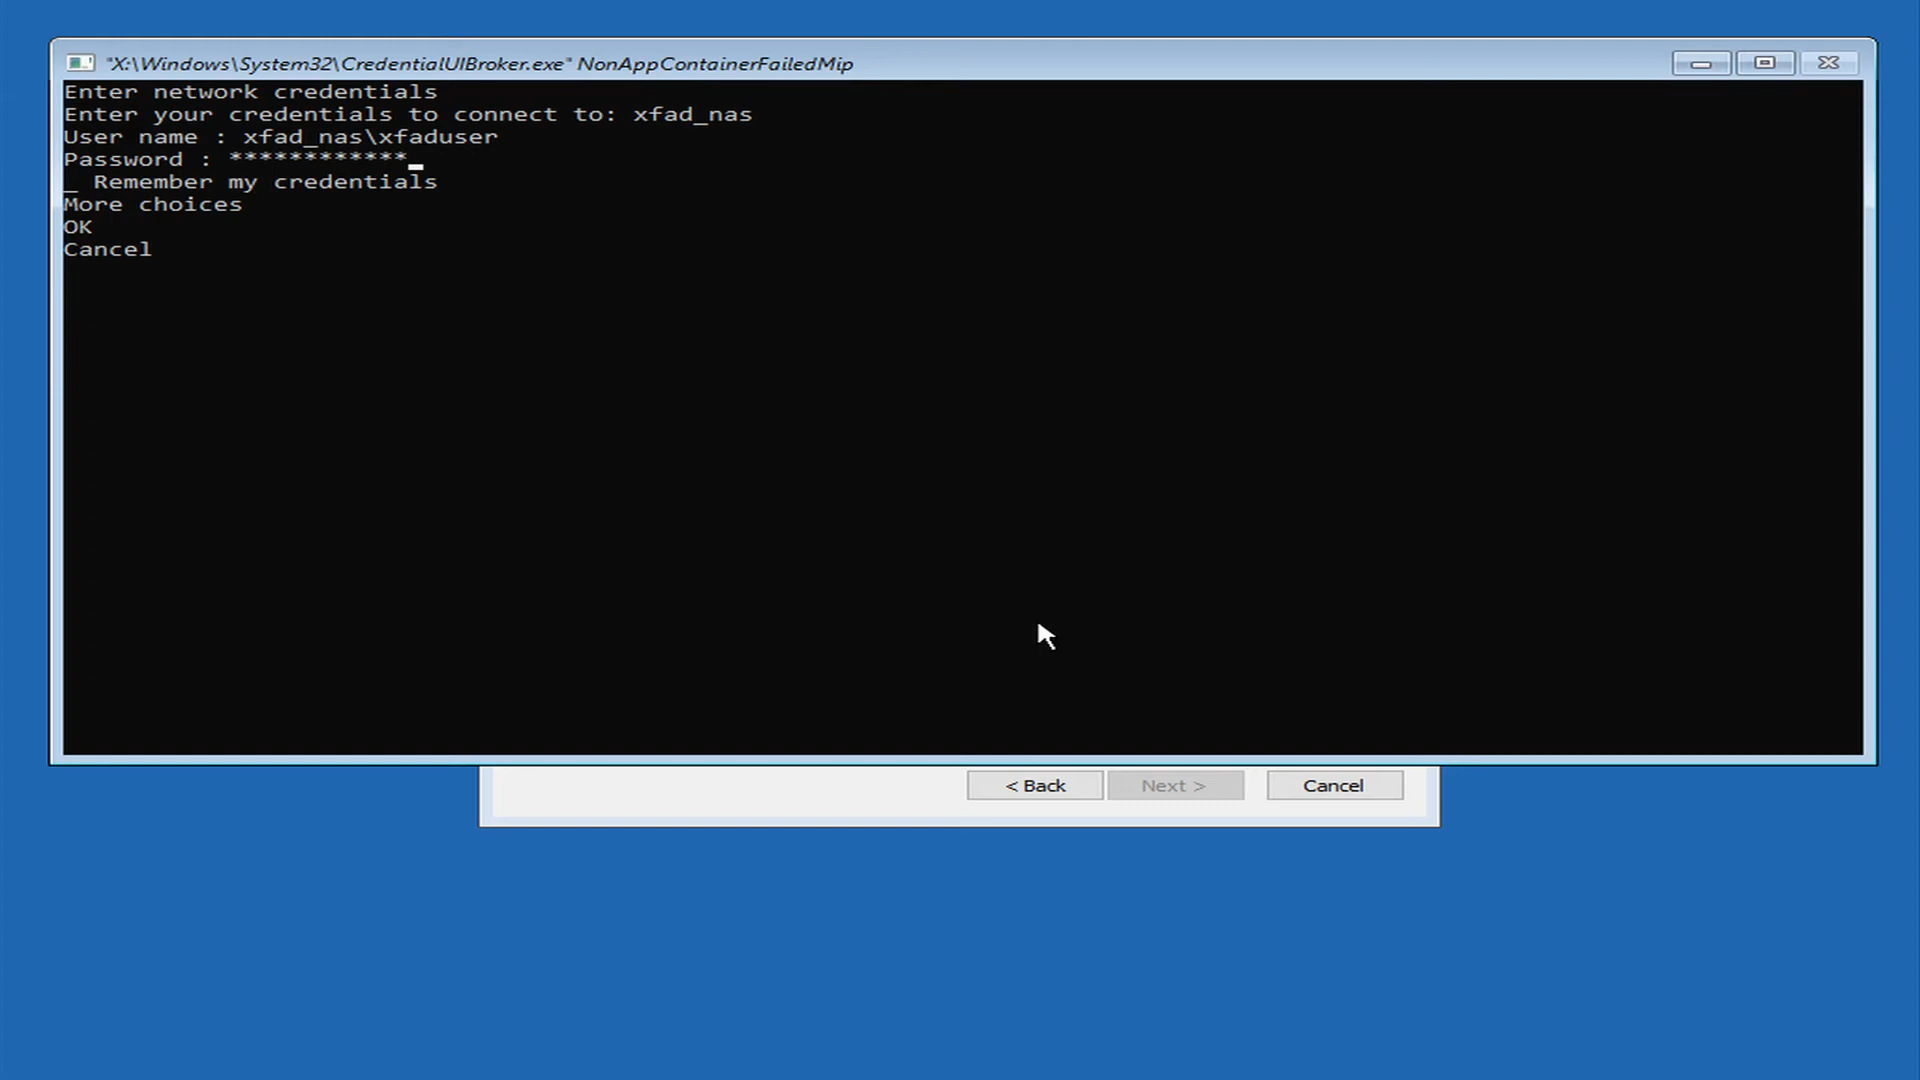 "X:\Windows\System32\CredentialUIBroker.exe" NonAppContainerFailedMip
Enter network credentials
Enter your credentials to connect to: xfad_nas
User name : xfad_nas\xfaduser
Password : ************_
_ Remember my credentials
More choices
OK
Cancel
< Back
Next >
Cancel